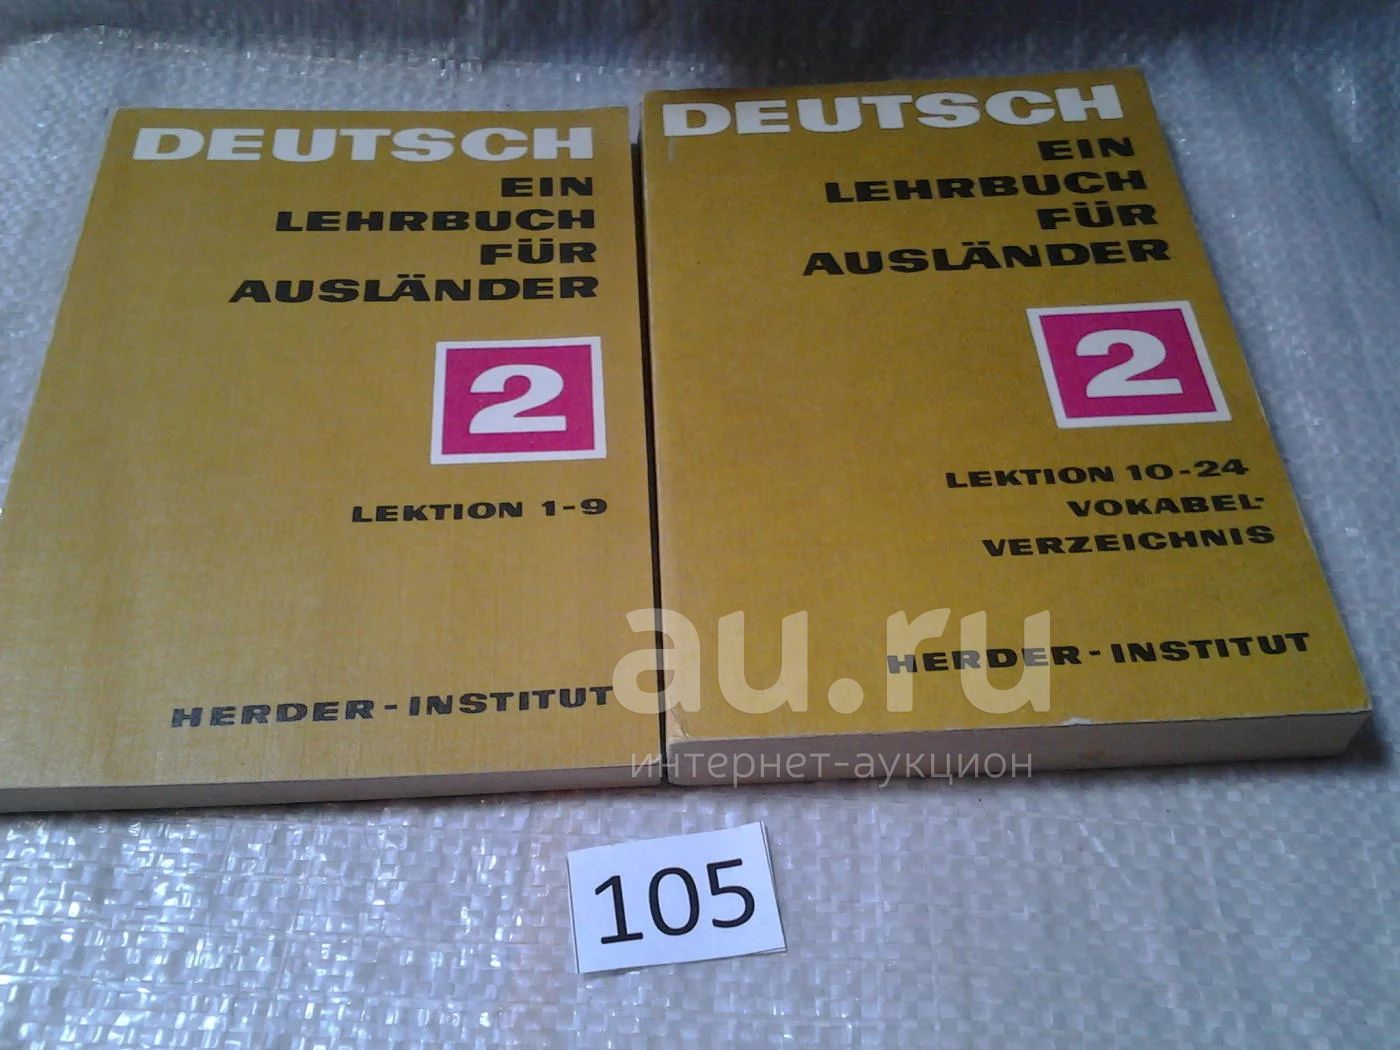 DEUTSCH
EIN
LEHRBUCH
FÜR
AUSLÄNDER
2
LEKTION 1-9
HERDER-INSTITUT
DEUTSCH
EIN
LEHRBUCH
FÜR
AUSLÄNDER
2
LEKTION 10-24
VOKABEL-
VERZEICHNIS
HERDER-INSTITUT
au.ru
интернет-аукцион
105